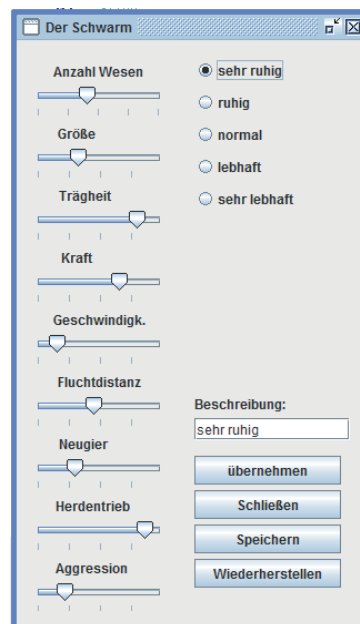 Der Schwarm
Anzahl Wesen
Größe
Trägheit
Kraft
Geschwindigk.
Fluchtdistanz
Neugier
Herdentrieb
Aggression
sehr ruhig
ruhig
normal
lebhaft
sehr lebhaft
Beschreibung:
sehr ruhig
übernehmen
Schließen
Speichern
Wiederherstellen